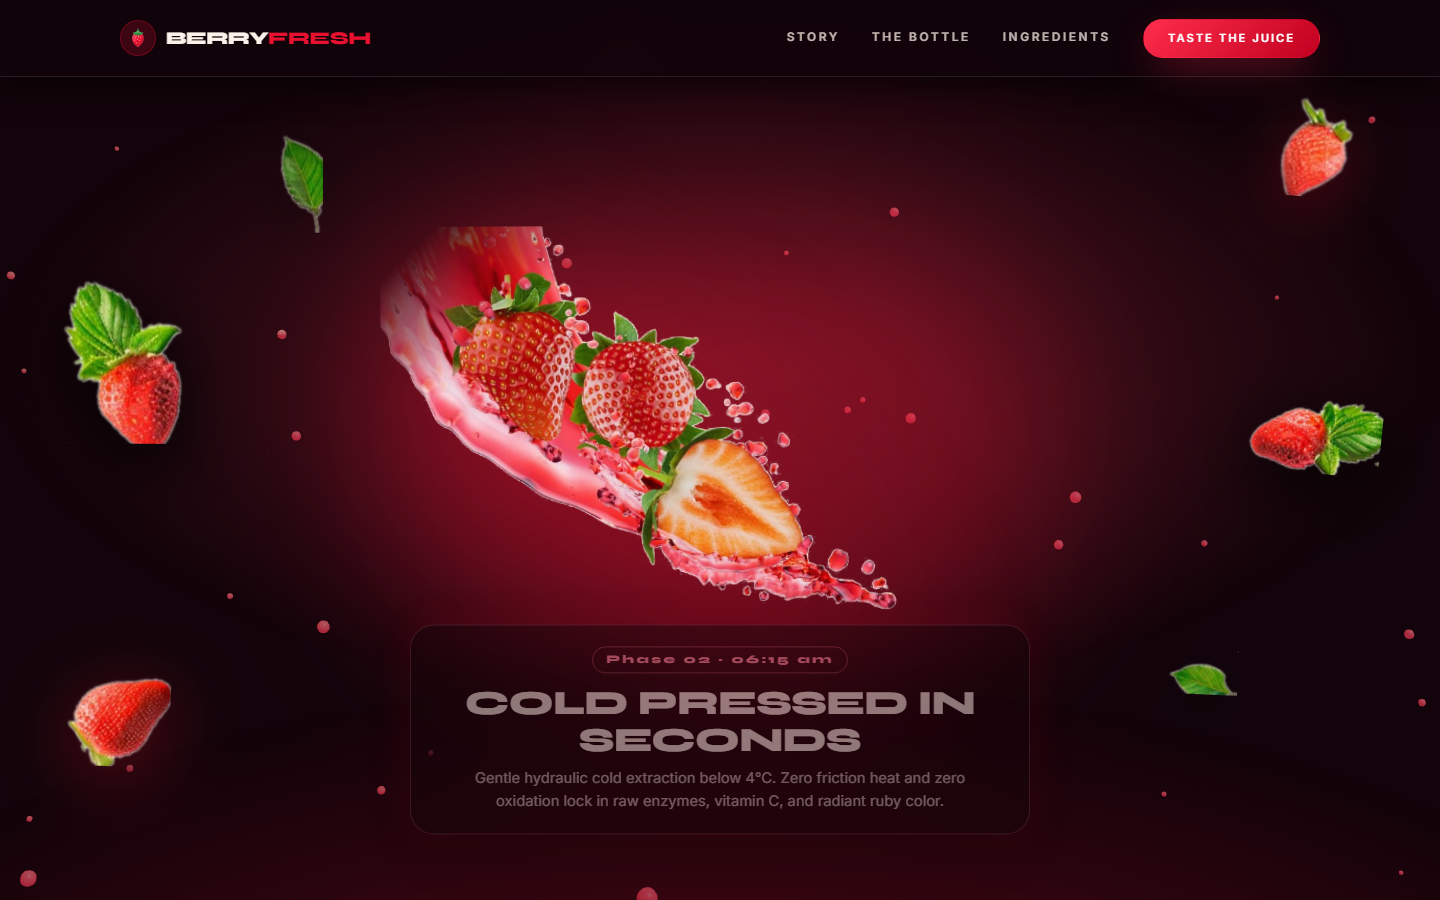 BERRYFRESH
STORY
THE BOTTLE
INGREDIENTS
TASTE THE JUICE
Phase 02 · 06:15 am
COLD PRESSED IN
SECONDS
Gentle hydraulic cold extraction below 4°C. Zero friction heat and zero
oxidation lock in raw enzymes, vitamin C, and radiant ruby color.